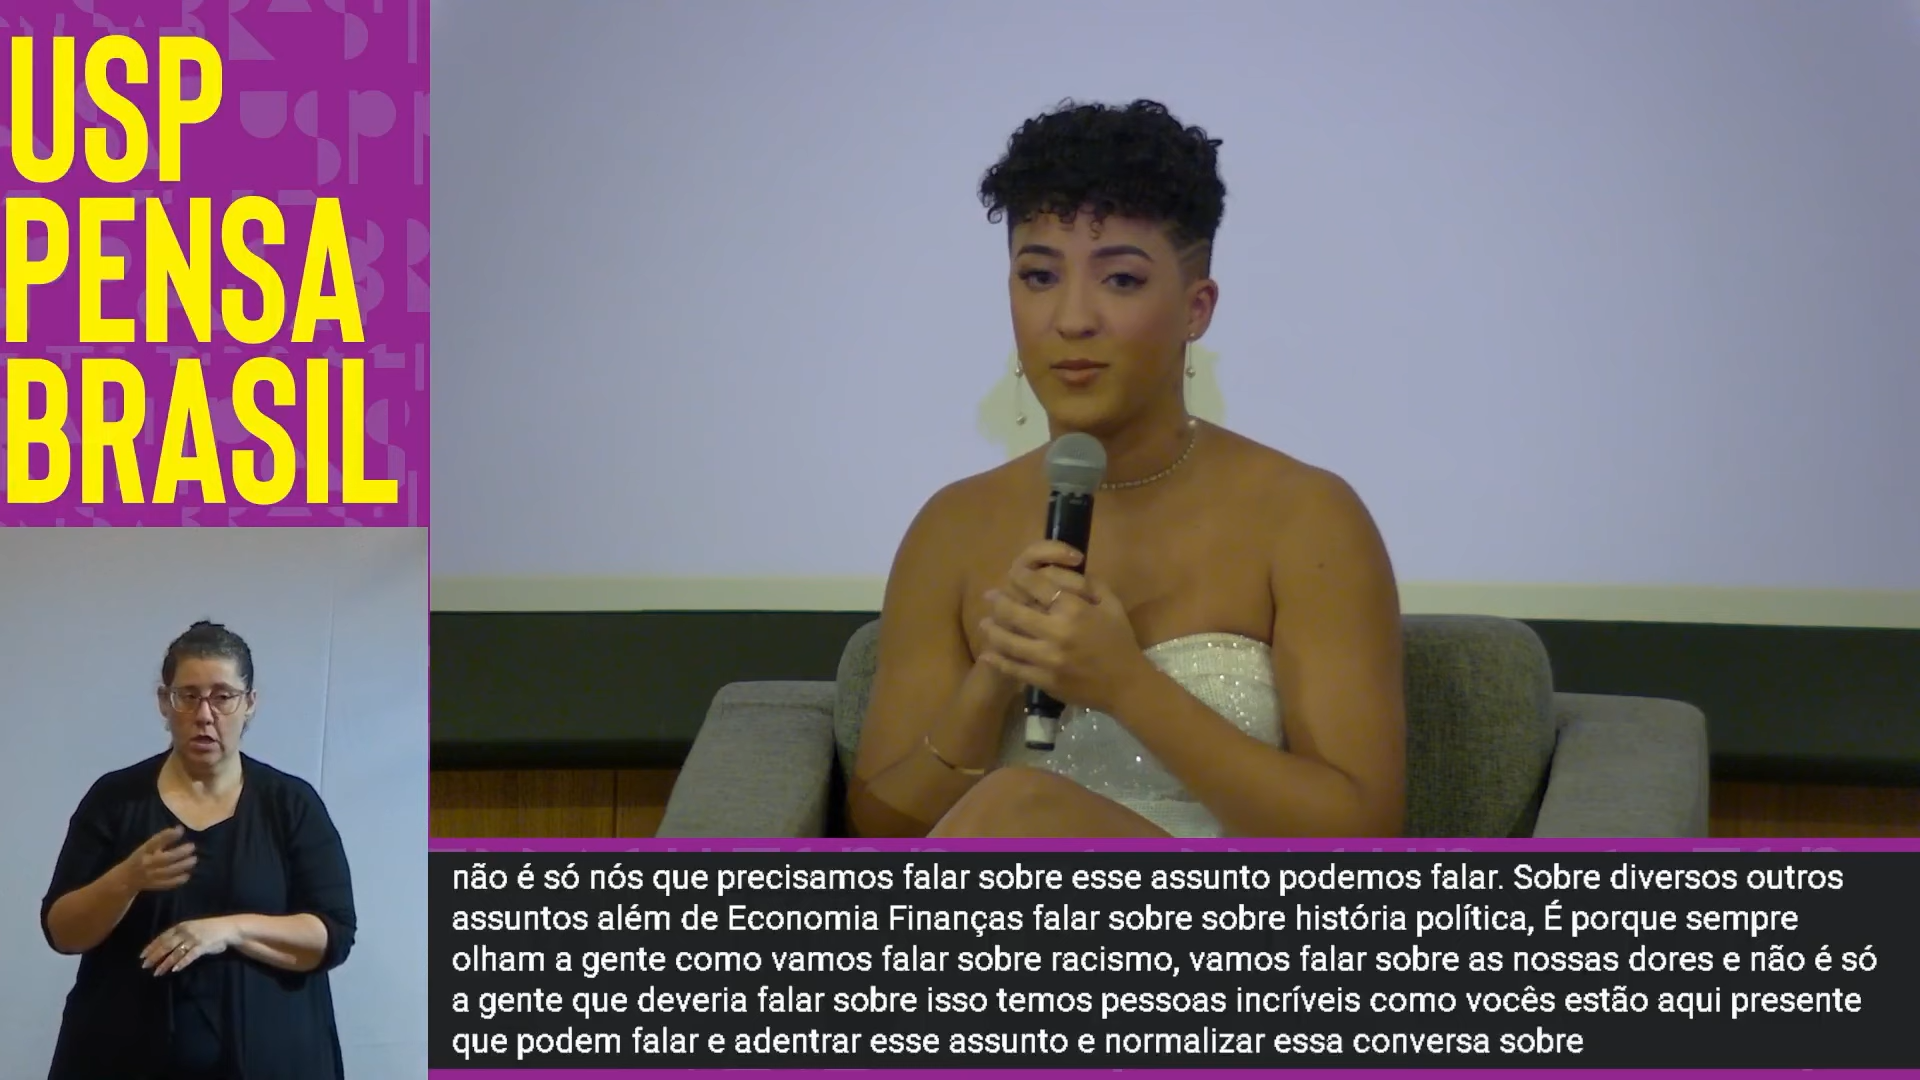 USP
PENSA
BRASIL
não é só nós que precisamos falar sobre esse assunto podemos falar. Sobre diversos outros
assuntos além de Economia Finanças falar sobre sobre história política, É porque sempre
olham a gente como vamos falar sobre racismo, vamos falar sobre as nossas dores e não é só
a gente que deveria falar sobre isso temos pessoas incríveis como vocês estão aqui presente
que podem falar e adentrar esse assunto e normalizar essa conversa sobre